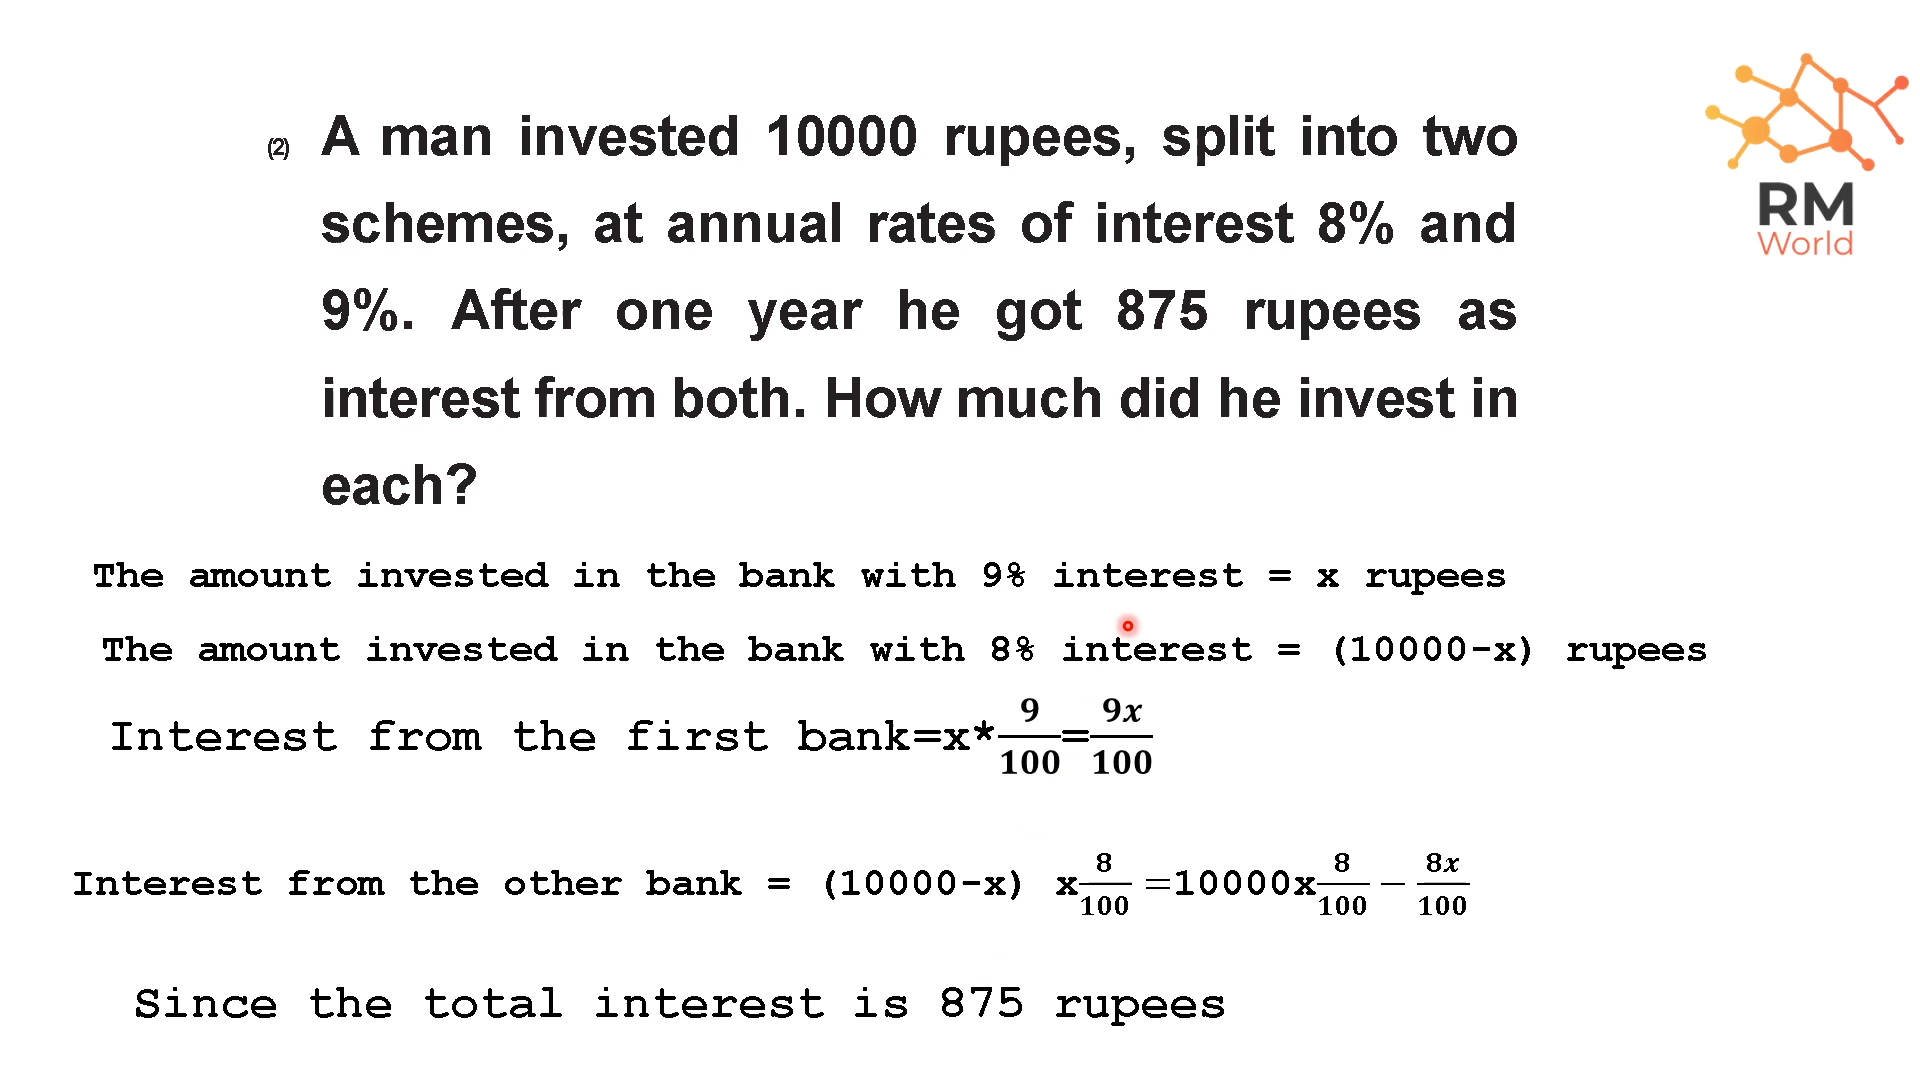 (2) A man invested 10000 rupees, split into two
schemes, at annual rates of interest 8% and
9%. After one year he got 875 rupees as
interest from both. How much did he invest in
each?
RM
World
The amount invested in the bank with 9% interest = x rupees
The amount invested in the bank with 8% interest = (10000-x) rupees
Interest from the first bank=x*9/100=9x/100
Interest from the other bank = (10000-x) x8/100=10000x8/100−8x/100
Since the total interest is 875 rupees